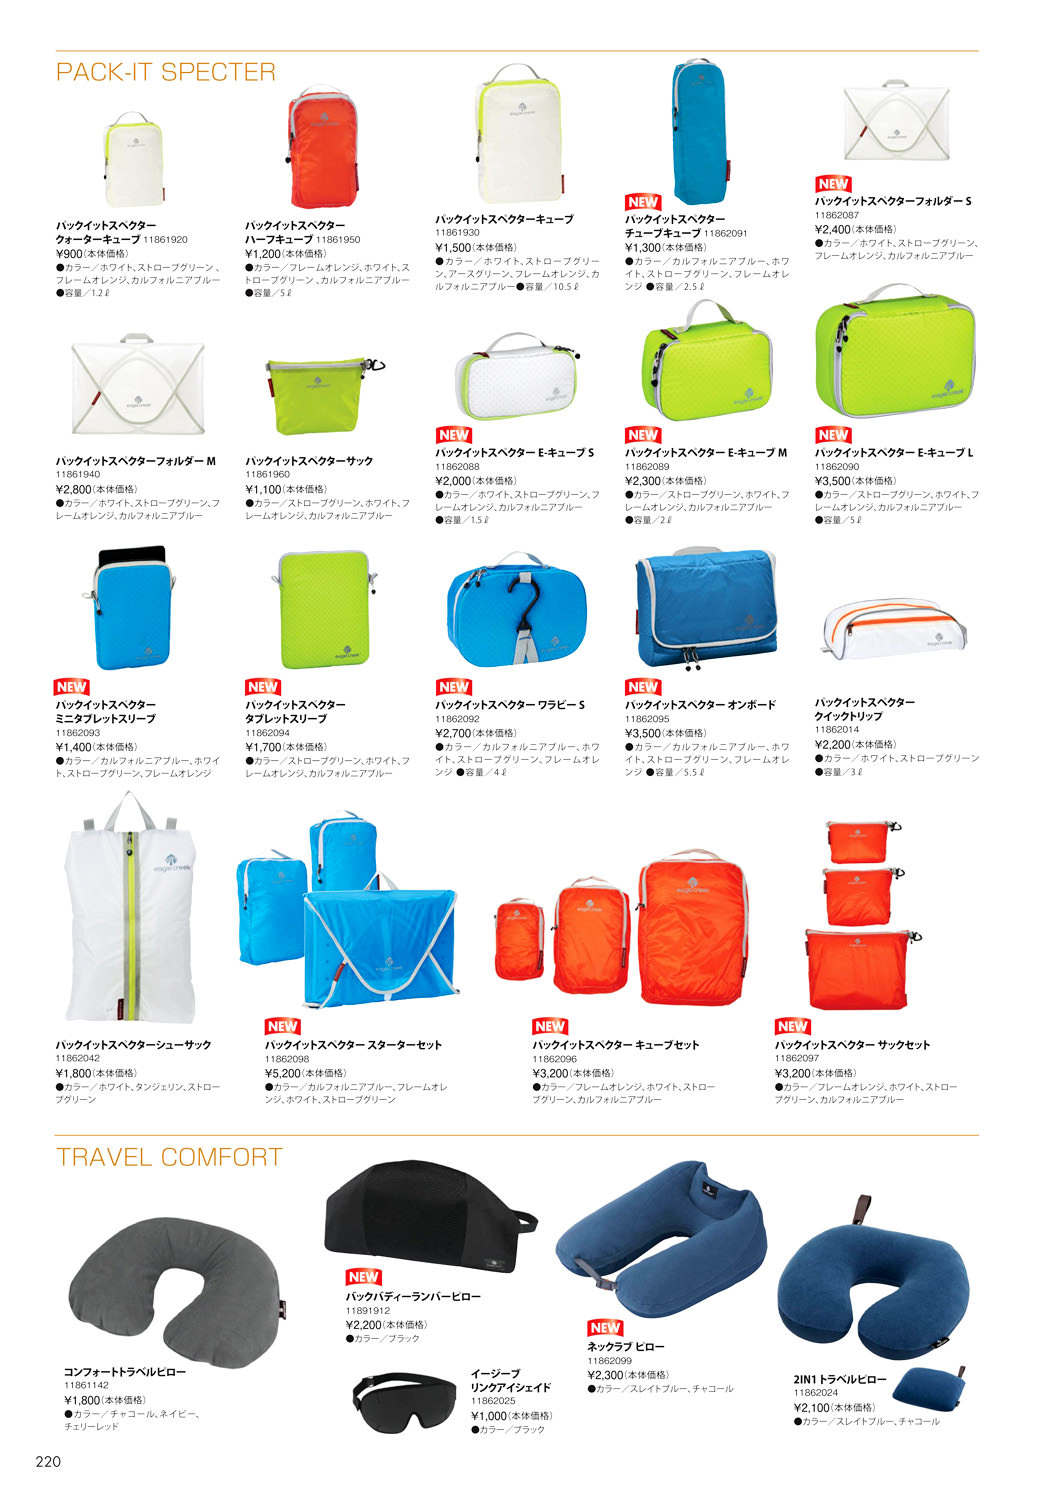 PACK-IT SPECTER
パックイットスペクター
クォーターキューブ 11861920
¥900（本体価格）
●カラー／ホワイト、ストローブグリーン、
フレームオレンジ、カルフォルニアブルー
●容量／1.2ℓ
パックイットスペクター
ハーフキューブ 11861950
¥1,200（本体価格）
●カラー／フレームオレンジ、ホワイト、ス
トローブグリーン、カルフォルニアブルー
●容量／5ℓ
パックイットスペクターキューブ
11861930
¥1,500（本体価格）
●カラー／ホワイト、ストローブグリー
ン、アースグリーン、フレームオレンジ、カ
ルフォルニアブルー●容量／10.5ℓ
NEW
パックイットスペクター
チューブキューブ 11862091
¥1,300（本体価格）
●カラー／カルフォルニアブルー、ホワ
イト、ストローブグリーン、フレームオレ
ンジ ●容量／2.5ℓ
NEW
パックイットスペクターフォルダー S
11862087
¥2,400（本体価格）
●カラー／ホワイト、ストローブグリーン、
フレームオレンジ、カルフォルニアブルー
パックイットスペクターフォルダー M
11861940
¥2,800（本体価格）
●カラー／ホワイト、ストローブグリーン、フ
レームオレンジ、カルフォルニアブルー
パックイットスペクターサック
11861960
¥1,100（本体価格）
●カラー／ストローブグリーン、ホワイト、フ
レームオレンジ、カルフォルニアブルー
NEW
パックイットスペクター E-キューブ S
11862088
¥2,000（本体価格）
●カラー／ホワイト、ストローブグリーン、フ
レームオレンジ、カルフォルニアブルー
●容量／1.5ℓ
NEW
パックイットスペクター E-キューブ M
11862089
¥2,300（本体価格）
●カラー／ストローブグリーン、ホワイト、フ
レームオレンジ、カルフォルニアブルー
●容量／2ℓ
NEW
パックイットスペクター E-キューブ L
11862090
¥3,500（本体価格）
●カラー／ストローブグリーン、ホワイト、フ
レームオレンジ、カルフォルニアブルー
●容量／5ℓ
NEW
パックイットスペクター
ミニタブレットスリーブ
11862093
¥1,400（本体価格）
●カラー／カルフォルニアブルー、ホワイ
ト、ストローブグリーン、フレームオレンジ
NEW
パックイットスペクター
タブレットスリーブ
11862094
¥1,700（本体価格）
●カラー／ストローブグリーン、ホワイト、フ
レームオレンジ、カルフォルニアブルー
NEW
パックイットスペクター ワラビー S
11862092
¥2,700（本体価格）
●カラー／カルフォルニアブルー、ホワ
イト、ストローブグリーン、フレームオレ
ンジ ●容量／4ℓ
NEW
パックイットスペクター オンボード
11862095
¥3,500（本体価格）
●カラー／カルフォルニアブルー、ホワ
イト、ストローブグリーン、フレームオレ
ンジ ●容量／5.5ℓ
パックイットスペクター
クイックトリップ
11862014
¥2,200（本体価格）
●カラー／ホワイト、ストローブグリーン
●容量／3ℓ
eagle creek
パックイットスペクターシューサック
11862042
¥1,800（本体価格）
●カラー／ホワイト、タンジェリン、ストロー
ブグリーン
NEW
パックイットスペクター スターターセット
11862098
¥5,200（本体価格）
●カラー／カルフォルニアブルー、フレームオレ
ンジ、ホワイト、ストローブグリーン
NEW
パックイットスペクター キューブセット
11862096
¥3,200（本体価格）
●カラー／フレームオレンジ、ホワイト、ストロー
ブグリーン、カルフォルニアブルー
NEW
パックイットスペクター サックセット
11862097
¥3,200（本体価格）
●カラー／フレームオレンジ、ホワイト、ストロー
ブグリーン、カルフォルニアブルー
TRAVEL COMFORT
コンフォートトラベルピロー
11861142
¥1,800（本体価格）
●カラー／チャコール、ネイビー、
チェリーレッド
NEW
バックバディーランバーピロー
11891912
¥2,200（本体価格）
●カラー／ブラック
イージーブ
リンクアイシェイド
11862025
¥1,000（本体価格）
●カラー／ブラック
NEW
ネックラブ ピロー
11862099
¥2,300（本体価格）
●カラー／スレイトブルー、チャコール
2IN1 トラベルピロー
11862024
¥2,100（本体価格）
●カラー／スレイトブルー、チャコール
220